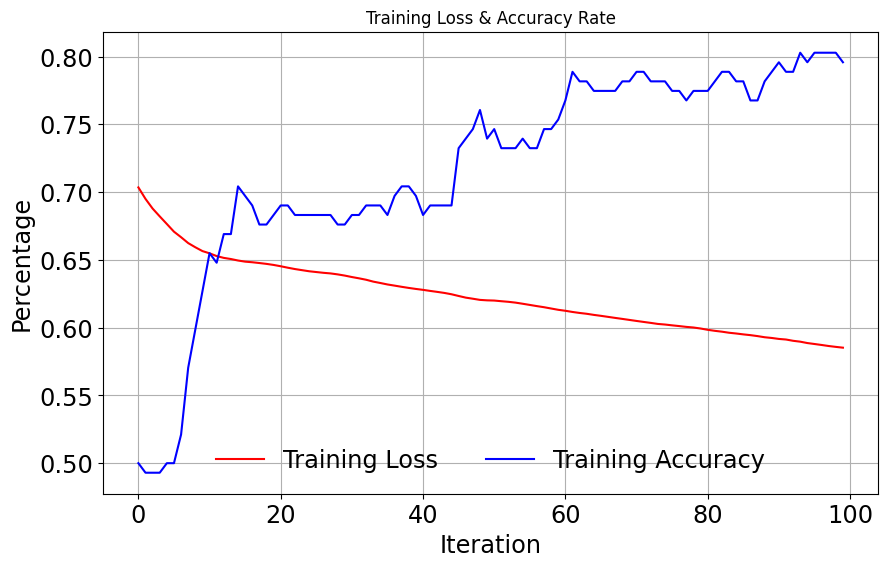 Training Loss & Accuracy Rate
0.80
0.75
0.70
0.65
0.60
0.55
0.50
Percentage
Training Loss Training Accuracy
0 20 40 60 80 100
Iteration